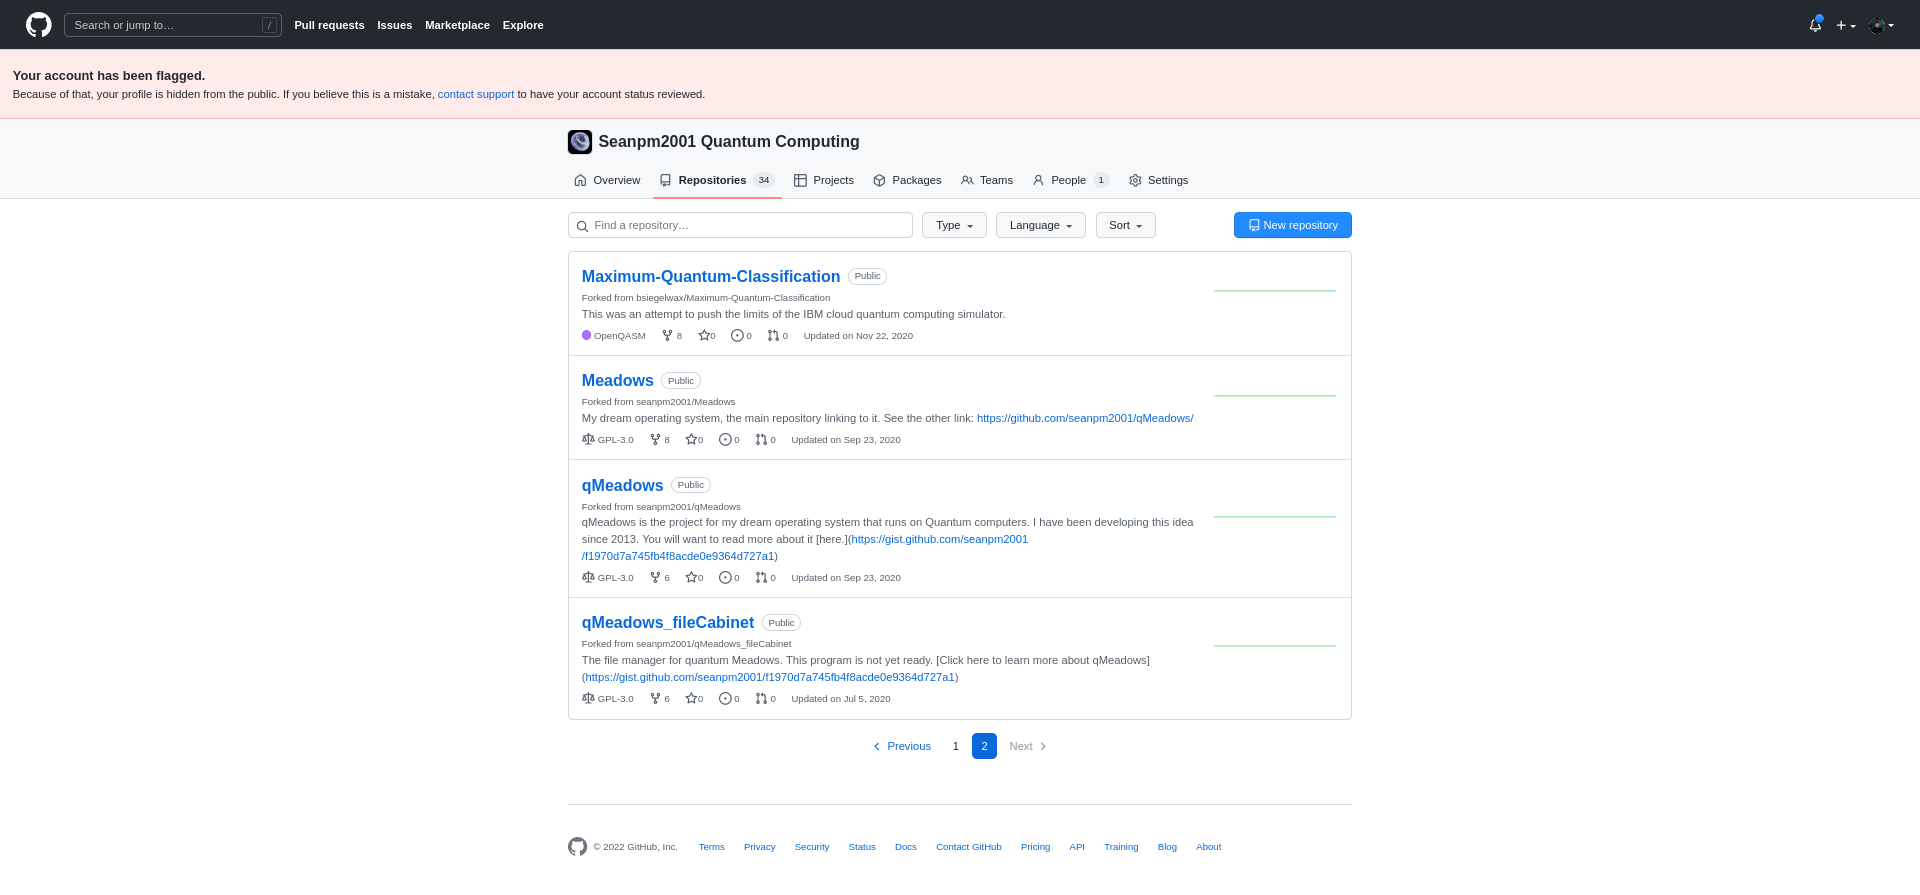 Search or jump to… /
Pull requests Issues Marketplace Explore
Your account has been flagged.
Because of that, your profile is hidden from the public. If you believe this is a mistake, contact support to have your account status reviewed.
Seanpm2001 Quantum Computing
Overview Repositories 34 Projects Packages Teams People 1 Settings
Find a repository… Type Language Sort New repository
Maximum-Quantum-Classification Public
Forked from bsiegelwax/Maximum-Quantum-Classification
This was an attempt to push the limits of the IBM cloud quantum computing simulator.
OpenQASM 8 0 0 0 Updated on Nov 22, 2020
Meadows Public
Forked from seanpm2001/Meadows
My dream operating system, the main repository linking to it. See the other link: https://github.com/seanpm2001/qMeadows/
GPL-3.0 8 0 0 0 Updated on Sep 23, 2020
qMeadows Public
Forked from seanpm2001/qMeadows
qMeadows is the project for my dream operating system that runs on Quantum computers. I have been developing this idea
since 2013. You will want to read more about it [here.](https://gist.github.com/seanpm2001
/f1970d7a745fb4f8acde0e9364d727a1)
GPL-3.0 6 0 0 0 Updated on Sep 23, 2020
qMeadows_fileCabinet Public
Forked from seanpm2001/qMeadows_fileCabinet
The file manager for quantum Meadows. This program is not yet ready. [Click here to learn more about qMeadows]
(https://gist.github.com/seanpm2001/f1970d7a745fb4f8acde0e9364d727a1)
GPL-3.0 6 0 0 0 Updated on Jul 5, 2020
Previous 1 2 Next
© 2022 GitHub, Inc. Terms Privacy Security Status Docs Contact GitHub Pricing API Training Blog About